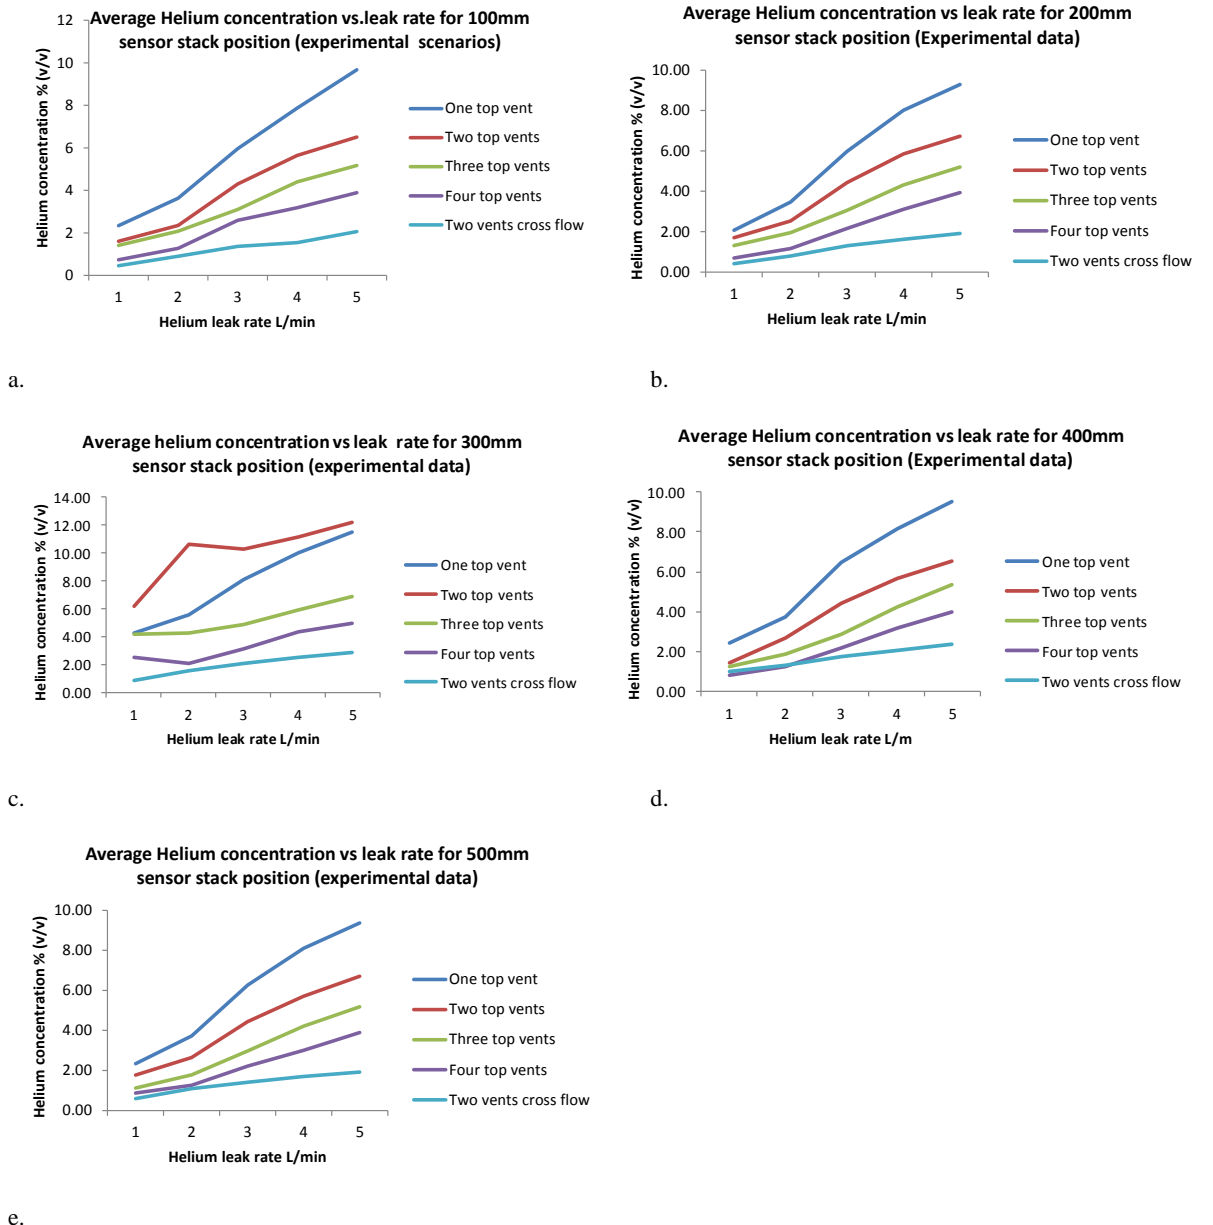 Average Helium concentration vs.leak rate for 100mm
sensor stack position (experimental scenarios)
Helium concentration % (v/v)
12
10
8
6
4
2
0
1 2 3 4 5
Helium leak rate L/min
One top vent
Two top vents
Three top vents
Four top vents
Two vents cross flow
a.
Average Helium concentration vs leak rate for 200mm
sensor stack position (Experimental data)
Helium concentration % (v/v)
10.00
8.00
6.00
4.00
2.00
0.00
1 2 3 4 5
Helium leak rate L/min
One top vent
Two top vents
Three top vents
Four top vents
Two vents cross flow
b.
Average helium concentration vs leak rate for 300mm
sensor stack position (experimental data)
Helium concentration % (v/v)
14.00
12.00
10.00
8.00
6.00
4.00
2.00
0.00
1 2 3 4 5
Helium leak rate L/min
One top vent
Two top vents
Three top vents
Four top vents
Two vents cross flow
c.
Average Helium concentration vs leak rate for 400mm
sensor stack position (Experimental data)
Helium concentration % (v/v)
10.00
8.00
6.00
4.00
2.00
0.00
1 2 3 4 5
Helium leak rate L/m
One top vent
Two top vents
Three top vents
Four top vents
Two vents cross flow
d.
Average Helium concentration vs leak rate for 500mm
sensor stack position (experimental data)
Helium concentration % (v/v)
10.00
8.00
6.00
4.00
2.00
0.00
1 2 3 4 5
Helium leak rate L/min
One top vent
Two top vents
Three top vents
Four top vents
Two vents cross flow
e.